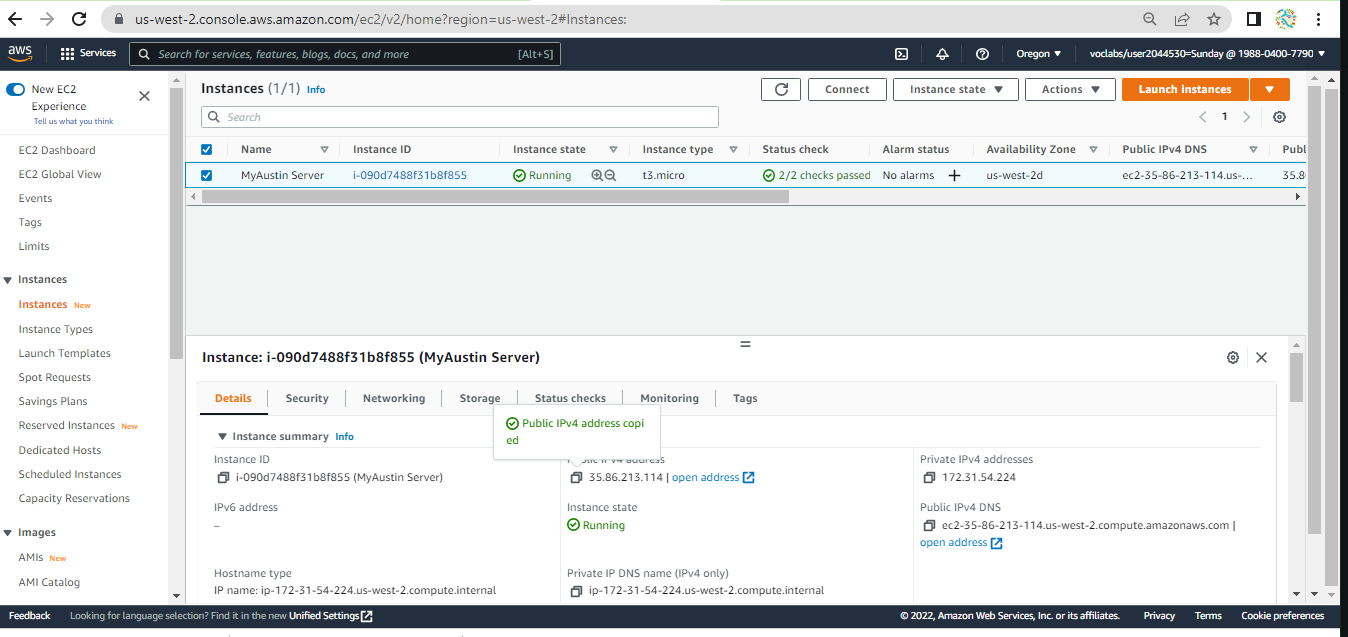 us-west-2.console.aws.amazon.com/ec2/v2/home?region=us-west-2#Instances:
aws Services Search for services, features, blogs, docs, and more [Alt+S] Oregon voclabs/user2044530=Sunday @ 1988-0400-7790
New EC2
Experience
Tell us what you think
EC2 Dashboard
EC2 Global View
Events
Tags
Limits
Instances
Instances New
Instance Types
Launch Templates
Spot Requests
Savings Plans
Reserved Instances New
Dedicated Hosts
Scheduled Instances
Capacity Reservations
Images
AMIs New
AMI Catalog
Instances (1/1) Info
Connect Instance state Actions Launch instances
Search
1
Name Instance ID Instance state Instance type Status check Alarm status Availability Zone Public IPv4 DNS Publ
MyAustin Server i-090d7488f31b8f855 Running t3.micro 2/2 checks passed No alarms + us-west-2d ec2-35-86-213-114.us-... 35.8
Instance: i-090d7488f31b8f855 (MyAustin Server)
Details Security Networking Storage Status checks Monitoring Tags
Public IPv4 address copi
ed
Instance summary Info
Instance ID
i-090d7488f31b8f855 (MyAustin Server)
Public IPv4 address
35.86.213.114 | open address
Private IPv4 addresses
172.31.54.224
IPv6 address
–
Instance state
Running
Public IPv4 DNS
ec2-35-86-213-114.us-west-2.compute.amazonaws.com |
open address
Hostname type
IP name: ip-172-31-54-224.us-west-2.compute.internal
Private IP DNS name (IPv4 only)
ip-172-31-54-224.us-west-2.compute.internal
Feedback Looking for language selection? Find it in the new Unified Settings © 2022, Amazon Web Services, Inc. or its affiliates. Privacy Terms Cookie preferences